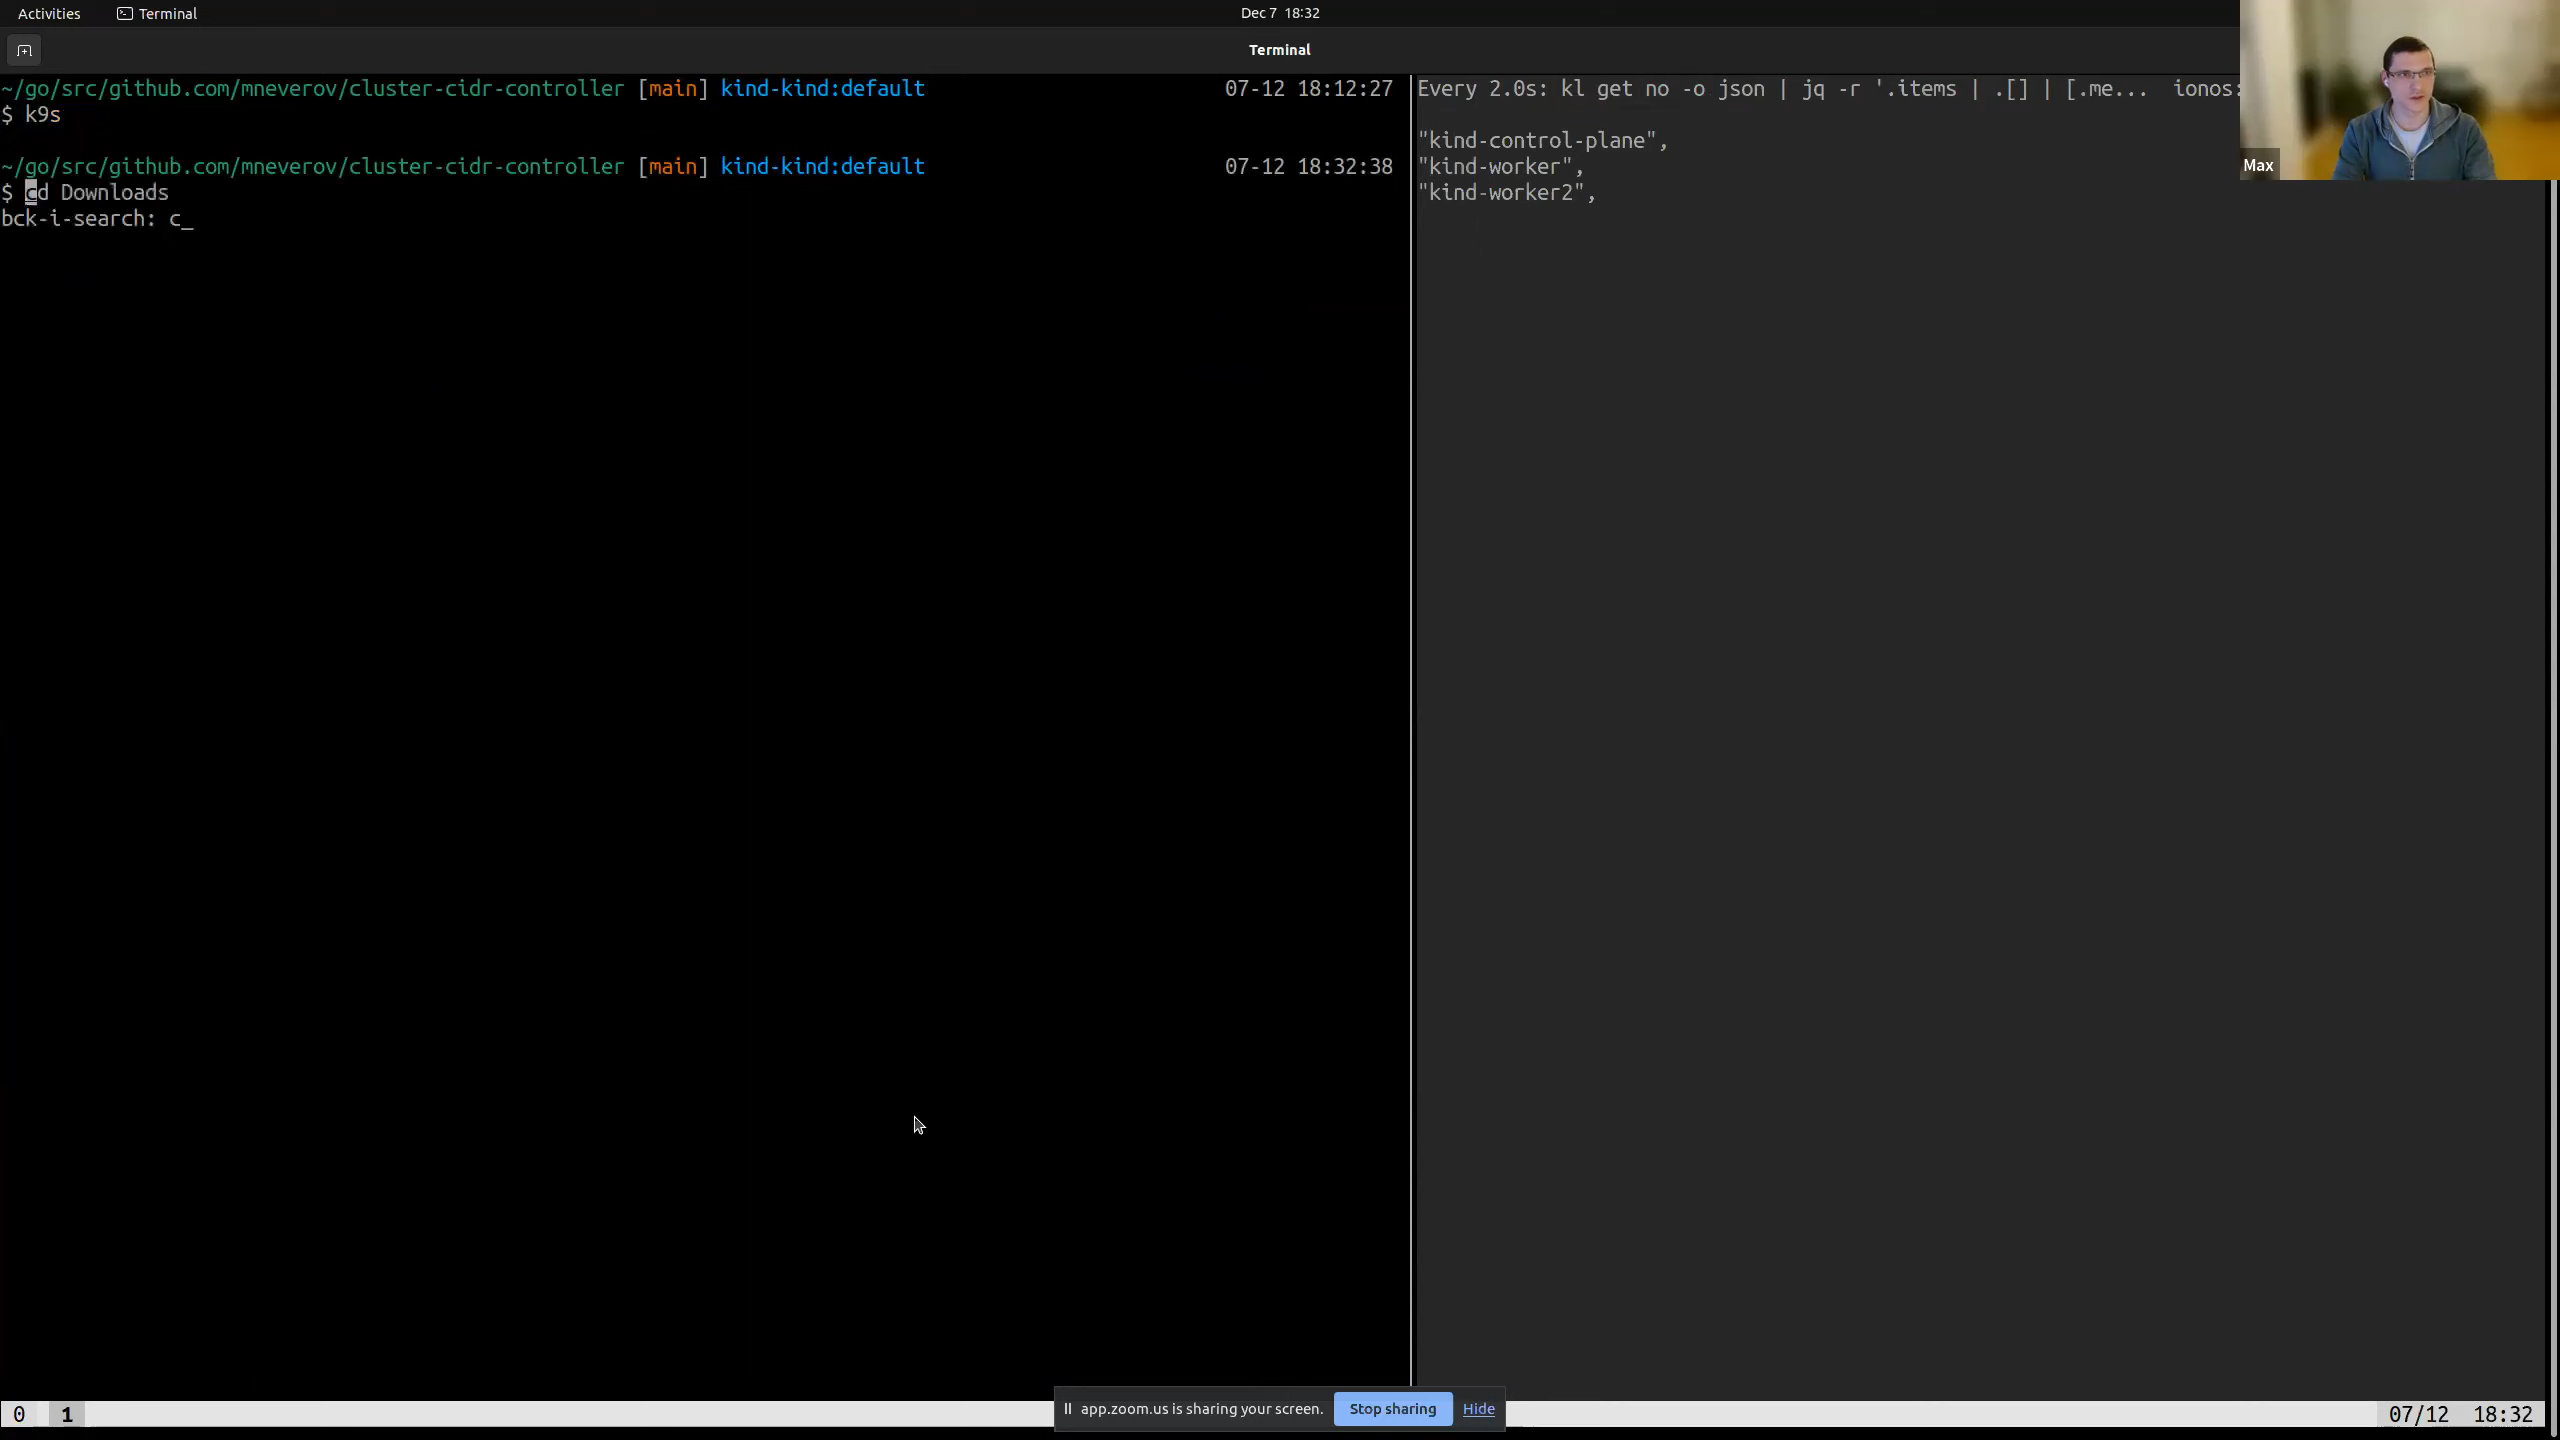 Activities Terminal Dec 7 18:32
Terminal
~/go/src/github.com/mneverov/cluster-cidr-controller [main] kind-kind:default 07-12 18:12:27
$ k9s
~/go/src/github.com/mneverov/cluster-cidr-controller [main] kind-kind:default 07-12 18:32:38
$ cd Downloads
bck-i-search: c_
Every 2.0s: kl get no -o json | jq -r '.items | .[] | [.me... ionos:
"kind-control-plane",
"kind-worker",
"kind-worker2",
Max
app.zoom.us is sharing your screen. Stop sharing Hide
0 1 07/12 18:32